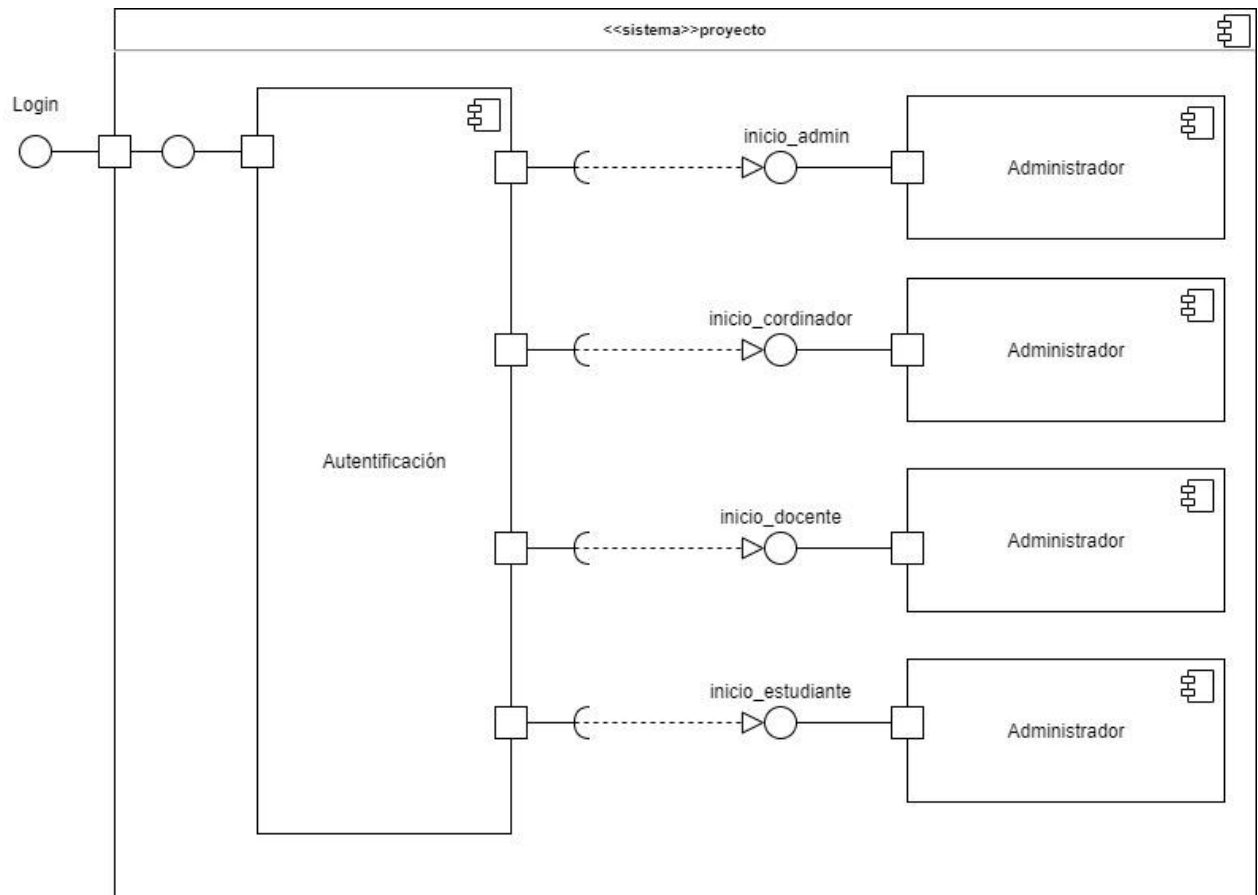 <<sistema>>proyecto
Login
inicio_admin
Administrador
inicio_cordinador
Administrador
Autentificación
inicio_docente
Administrador
inicio_estudiante
Administrador